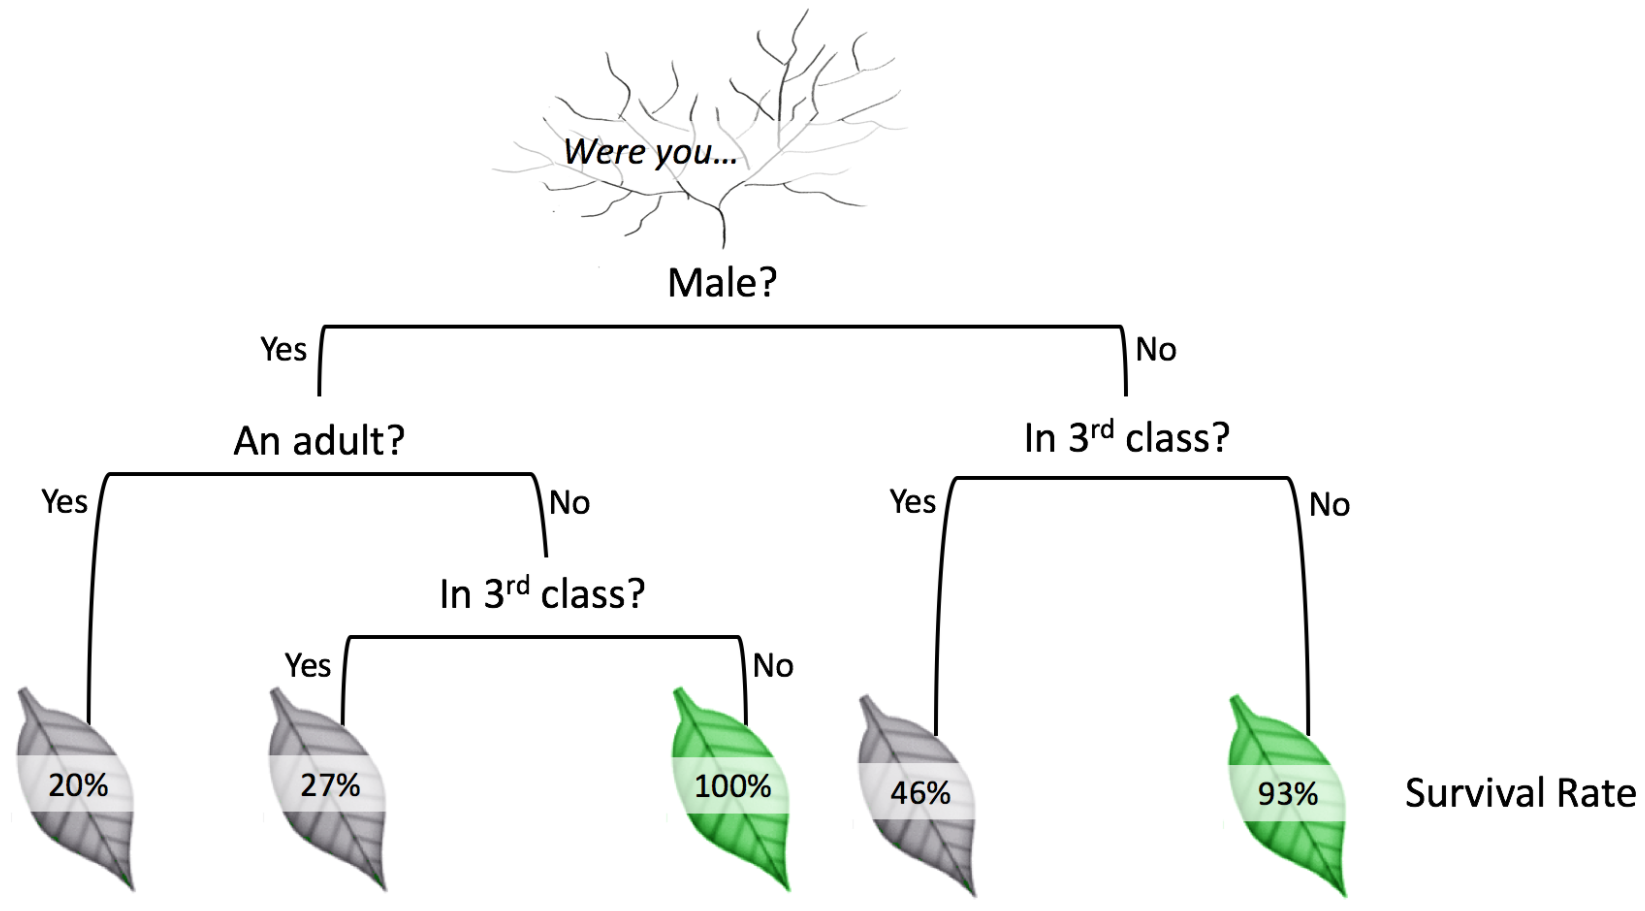 Were you...
Male?
Yes
No
An adult?
In 3rd class?
Yes
No
Yes
No
In 3rd class?
Yes
No
20%
27%
100%
46%
93%
Survival Rate